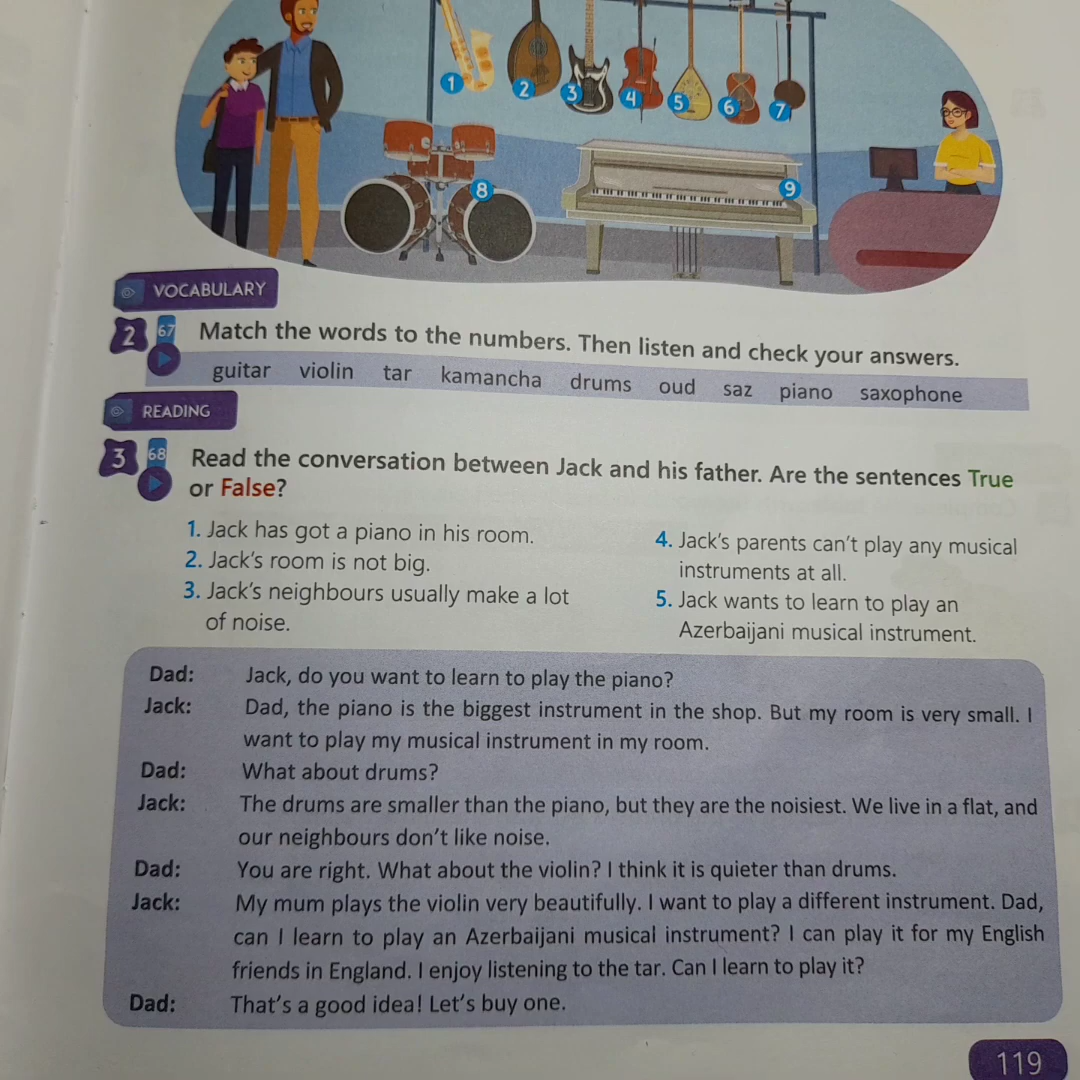 1
2
3
4
5
6
7
8
9
VOCABULARY
2 67 Match the words to the numbers. Then listen and check your answers.
guitar violin tar kamancha drums oud saz piano saxophone
READING
3 68 Read the conversation between Jack and his father. Are the sentences True
or False?
1. Jack has got a piano in his room.
2. Jack's room is not big.
3. Jack's neighbours usually make a lot
of noise.
4. Jack's parents can't play any musical
instruments at all.
5. Jack wants to learn to play an
Azerbaijani musical instrument.
Dad: Jack, do you want to learn to play the piano?
Jack: Dad, the piano is the biggest instrument in the shop. But my room is very small. I
want to play my musical instrument in my room.
Dad: What about drums?
Jack: The drums are smaller than the piano, but they are the noisiest. We live in a flat, and
our neighbours don't like noise.
Dad: You are right. What about the violin? I think it is quieter than drums.
Jack: My mum plays the violin very beautifully. I want to play a different instrument. Dad,
can I learn to play an Azerbaijani musical instrument? I can play it for my English
friends in England. I enjoy listening to the tar. Can I learn to play it?
Dad: That's a good idea! Let's buy one.
119